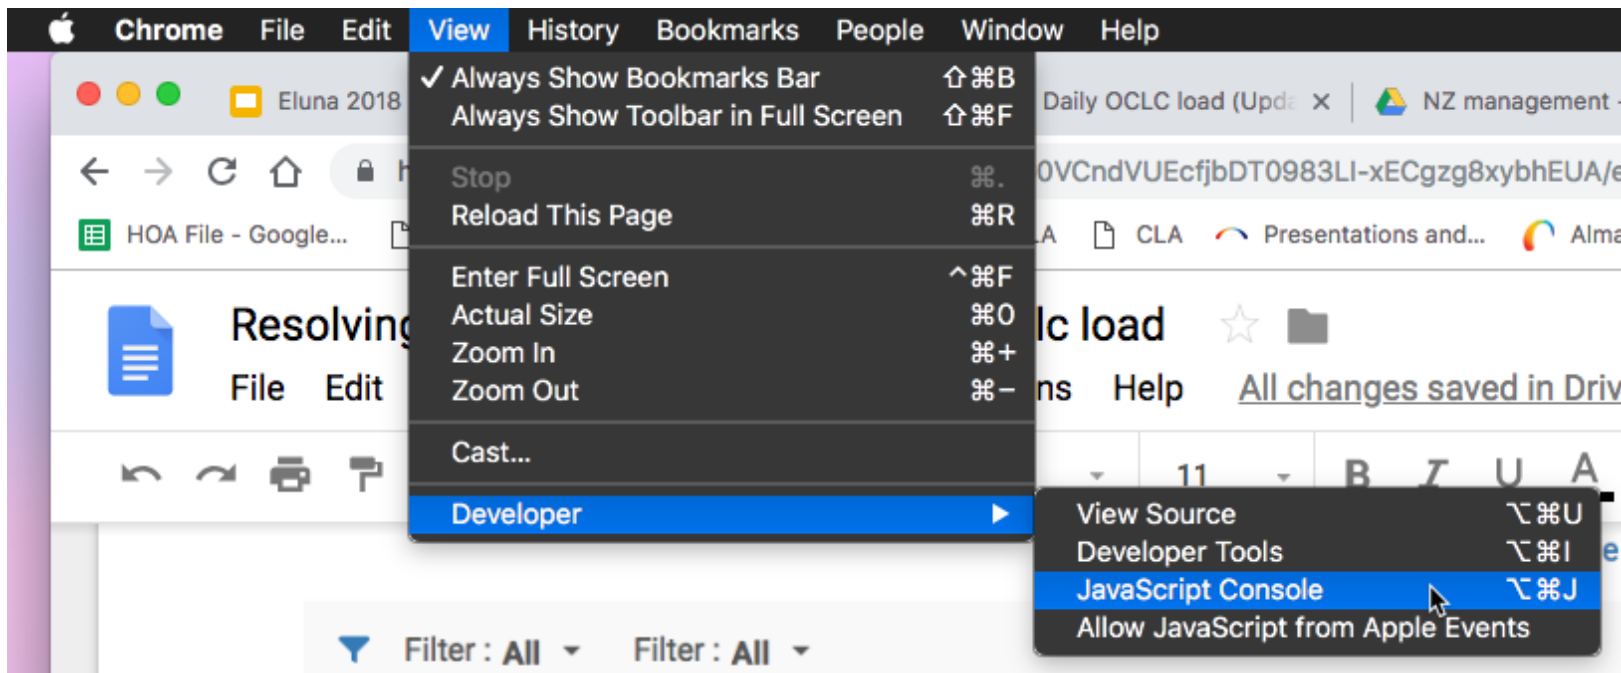 Chrome File Edit View History Bookmarks People Window Help
Eluna 2018
Daily OCLC load (Upda
NZ management
✓ Always Show Bookmarks Bar ⇧⌘B
Always Show Toolbar in Full Screen ⇧⌘F
Stop ⌘.
Reload This Page ⌘R
Enter Full Screen ^⌘F
Actual Size ⌘0
Zoom In ⌘+
Zoom Out ⌘−
Cast...
Developer ▶
0VCndVUEcfjbDT0983LI-xECgzg8xybhEUA/e
HOA File - Google...
CLA
Presentations and...
Alma
Resolving
lc load
File Edit
ns Help All changes saved in Driv
11 B I U A
View Source ⌥⌘U
Developer Tools ⌥⌘I
JavaScript Console ⌥⌘J
Allow JavaScript from Apple Events
Filter : All Filter : All